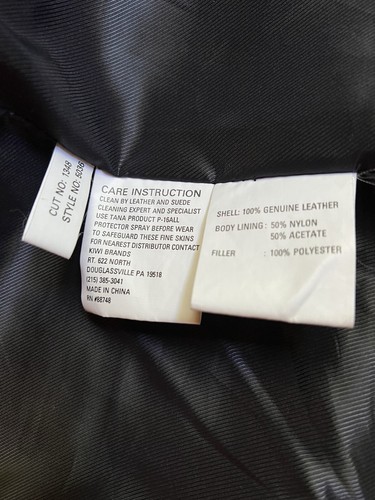 CUT NO: 1348
STYLE NO:
CARE INSTRUCTION
CLEAN BY LEATHER AND SUEDE
CLEANING EXPERT AND SPECIALIST
USE TANA PRODUCT P-16ALL
PROTECTOR SPRAY BEFORE WEAR
TO SAFEGUARD THESE FINE SKINS
FOR NEAREST DISTRIBUTOR CONTACT
KIWI BRANDS
RT. 622 NORTH
DOUGLASSVILLE PA 19518
(215) 385-3041
MADE IN CHINA
RN #68748
SHELL: 100% GENUINE LEATHER
BODY LINING : 50% NYLON
50% ACETATE
FILLER : 100% POLYESTER